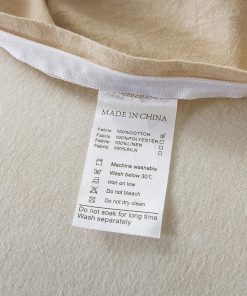 MADE IN CHINA
Fabric 100%COTTON
Fabric 100%POLYESTER
Fabric 100%LINEN
Fabric 100%SILK
Machine washable
Wash below 30℃
Iron on low
Do not bleach
Do not dry clean
Do not soak for long time
Wash separately